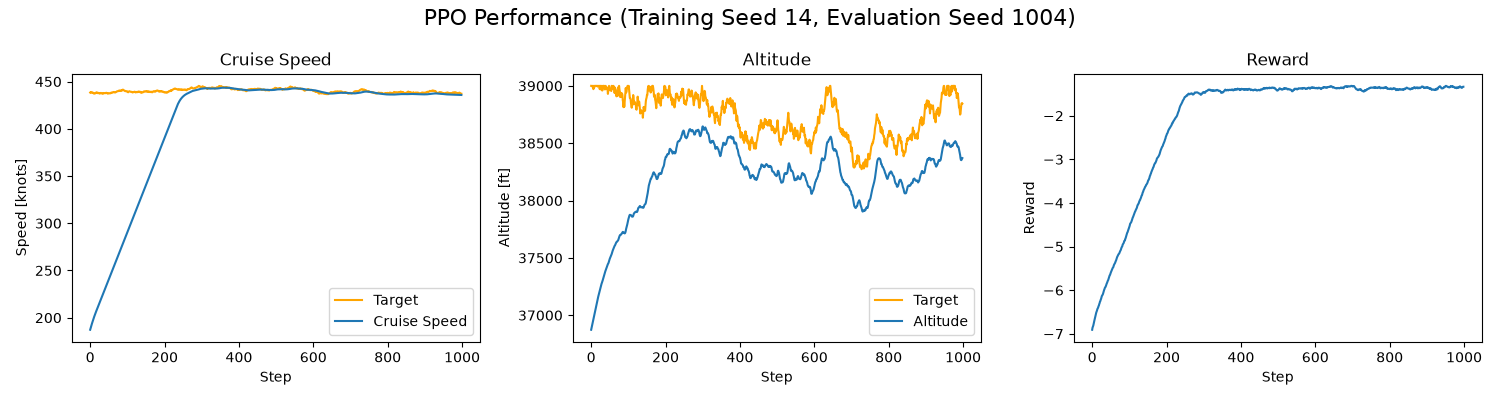 PPO Performance (Training Seed 14, Evaluation Seed 1004)
Cruise Speed
Speed [knots]
450
400
350
300
250
200
0 200 400 600 800 1000
Step
Target
Cruise Speed
Altitude
Altitude [ft]
39000
38500
38000
37500
37000
0 200 400 600 800 1000
Step
Target
Altitude
Reward
Reward
−2
−3
−4
−5
−6
−7
0 200 400 600 800 1000
Step